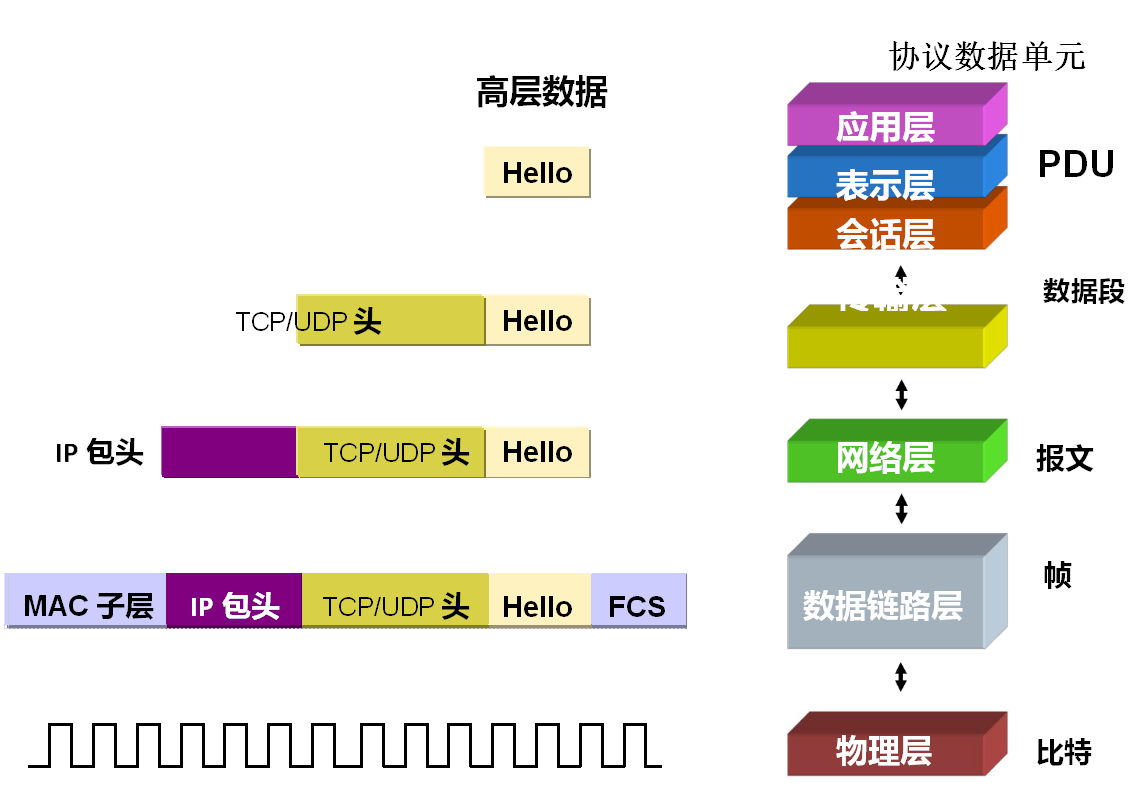 协议数据单元
高层数据
应用层
Hello
表示层
PDU
会话层
TCP/UDP 头
Hello
传输层
数据段
IP 包头
TCP/UDP 头
Hello
网络层
报文
MAC 子层
IP 包头
TCP/UDP 头
Hello
FCS
数据链路层
帧
物理层
比特